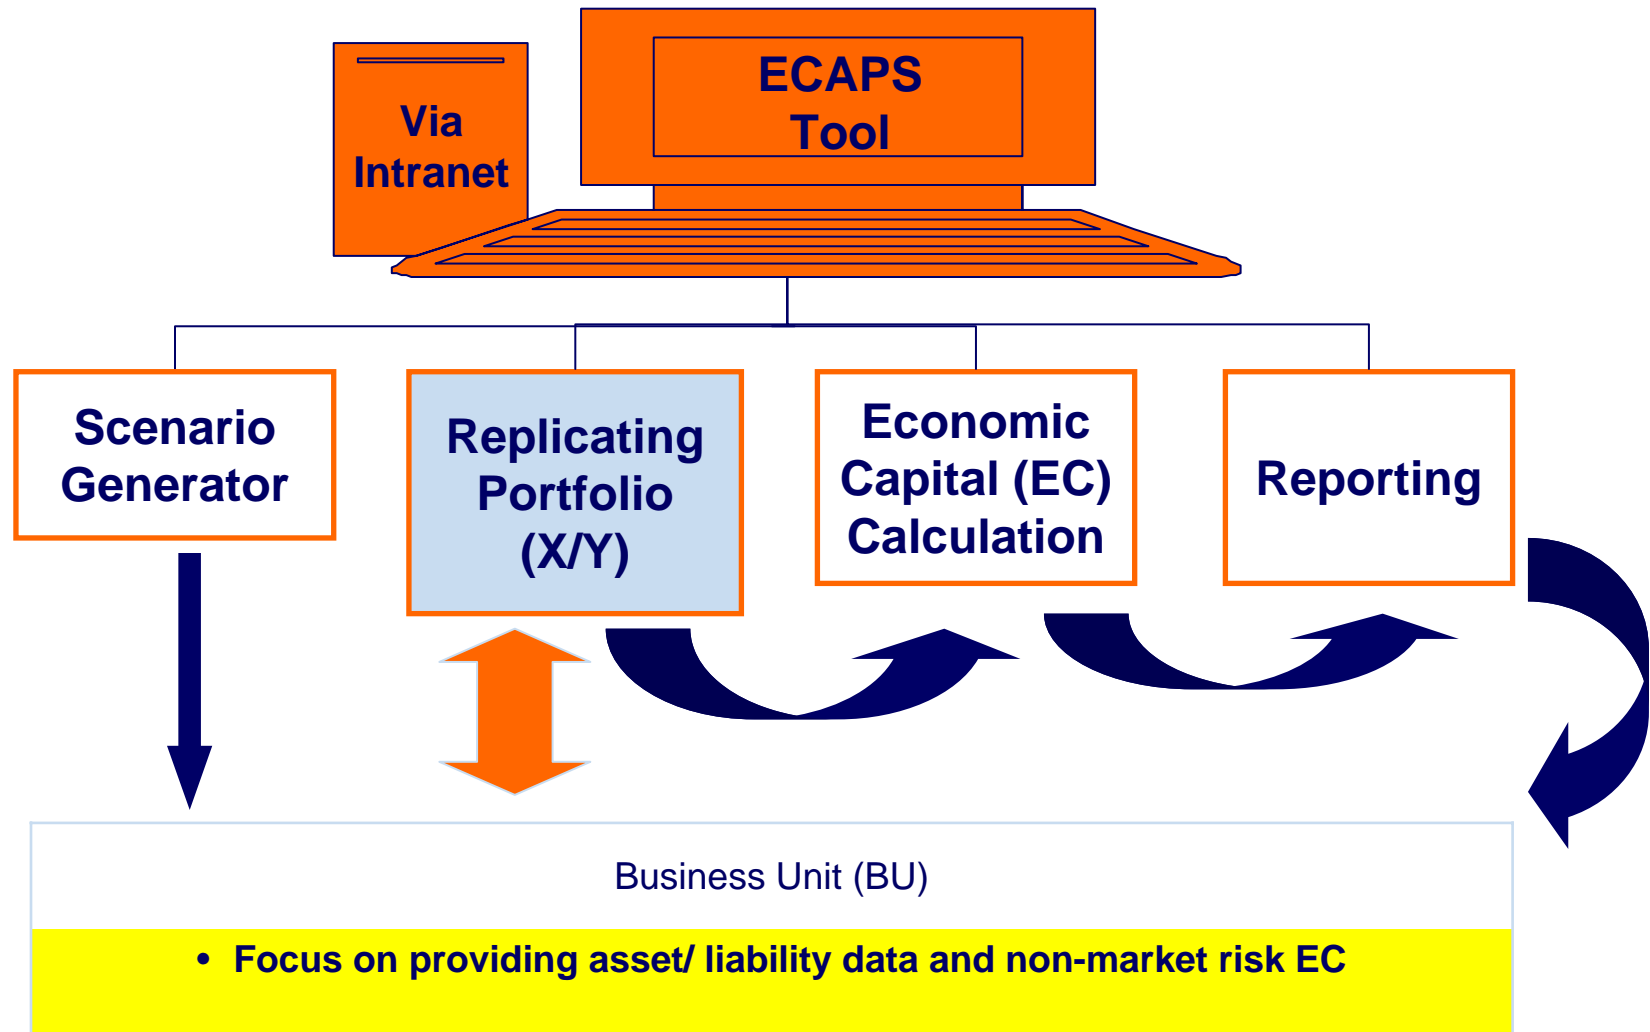 Via
Intranet
ECAPS
Tool
Scenario
Generator
Replicating
Portfolio
(X/Y)
Economic
Capital (EC)
Calculation
Reporting
Business Unit (BU)
• Focus on providing asset/ liability data and non-market risk EC